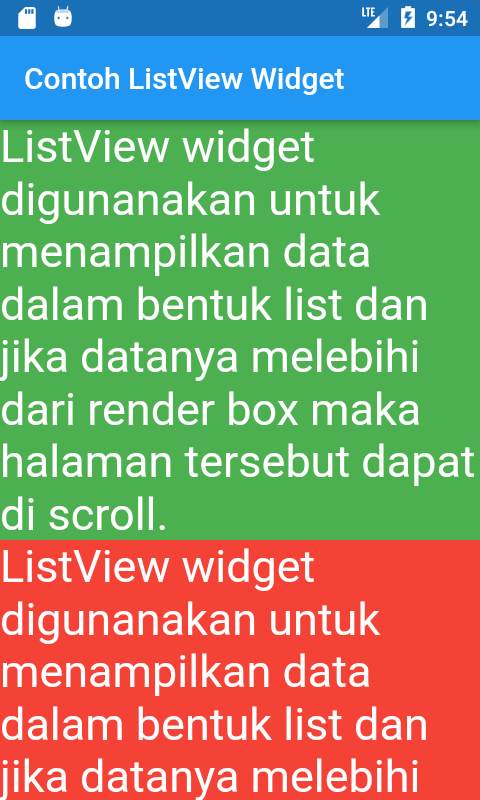 LTE
9:54
Contoh ListView Widget
ListView widget
digunanakan untuk
menampilkan data
dalam bentuk list dan
jika datanya melebihi
dari render box maka
halaman tersebut dapat
di scroll.
ListView widget
digunanakan untuk
menampilkan data
dalam bentuk list dan
jika datanya melebihi